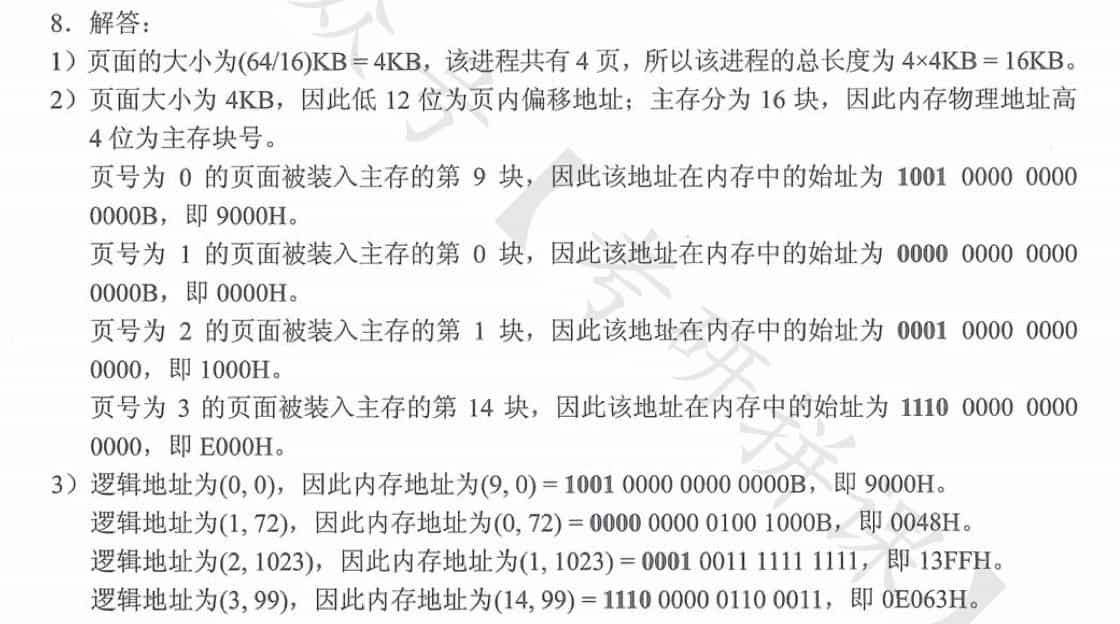 8．解答：
1）页面的大小为(64/16)KB = 4KB，该进程共有 4 页，所以该进程的总长度为 4×4KB = 16KB。
2）页面大小为 4KB，因此低 12 位为页内偏移地址；主存分为 16 块，因此内存物理地址高
4 位为主存块号。
页号为 0 的页面被装入主存的第 9 块，因此该地址在内存中的始址为 1001 0000 0000
0000B，即 9000H。
页号为 1 的页面被装入主存的第 0 块，因此该地址在内存中的始址为 0000 0000 0000
0000B，即 0000H。
页号为 2 的页面被装入主存的第 1 块，因此该地址在内存中的始址为 0001 0000 0000
0000，即 1000H。
页号为 3 的页面被装入主存的第 14 块，因此该地址在内存中的始址为 1110 0000 0000
0000，即 E000H。
3）逻辑地址为(0, 0)，因此内存地址为(9, 0) = 1001 0000 0000 0000B，即 9000H。
逻辑地址为(1, 72)，因此内存地址为(0, 72) = 0000 0000 0100 1000B，即 0048H。
逻辑地址为(2, 1023)，因此内存地址为(1, 1023) = 0001 0011 1111 1111，即 13FFH。
逻辑地址为(3, 99)，因此内存地址为(14, 99) = 1110 0000 0110 0011，即 0E063H。
众号【考研拼课】